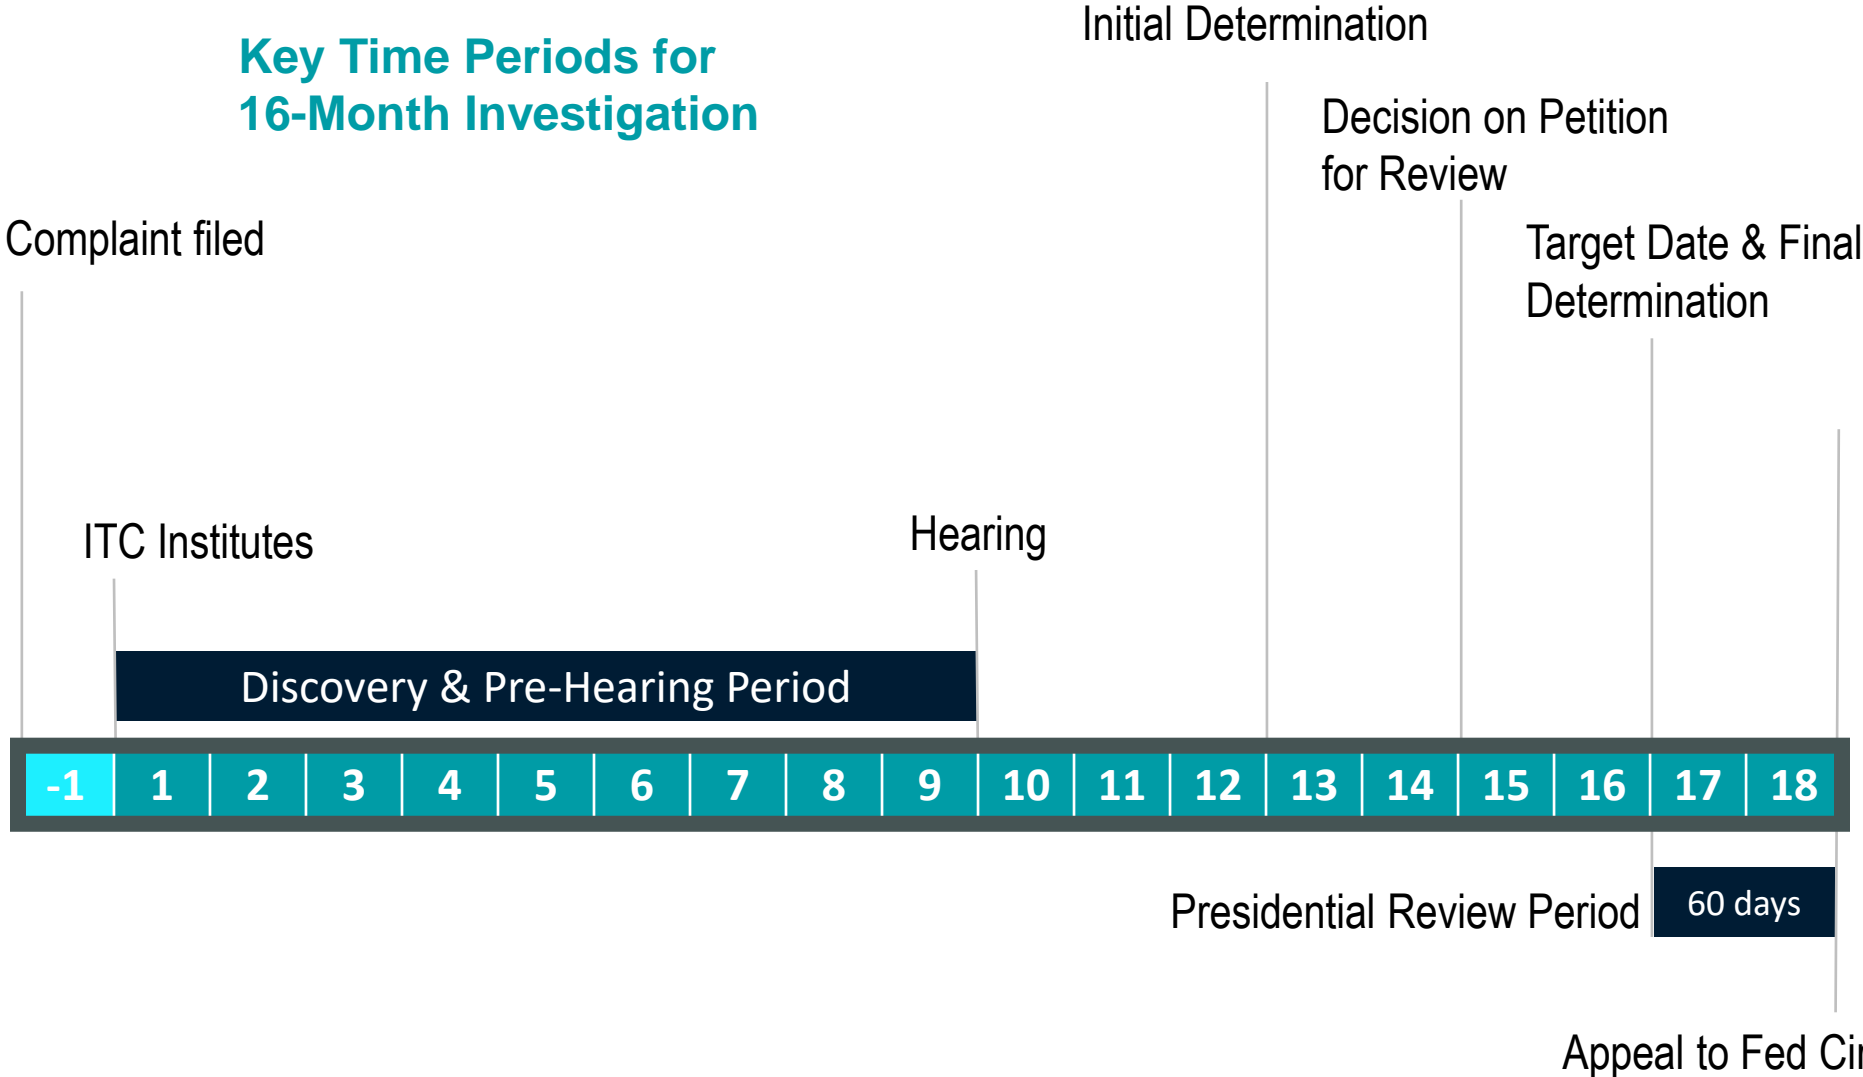 Initial Determination
Key Time Periods for
16-Month Investigation
Decision on Petition
for Review
Complaint filed
Target Date & Final
Determination
ITC Institutes
Hearing
Discovery & Pre-Hearing Period
-1 1 2 3 4 5 6 7 8 9 10 11 12 13 14 15 16 17 18
Presidential Review Period
60 days
Appeal to Fed